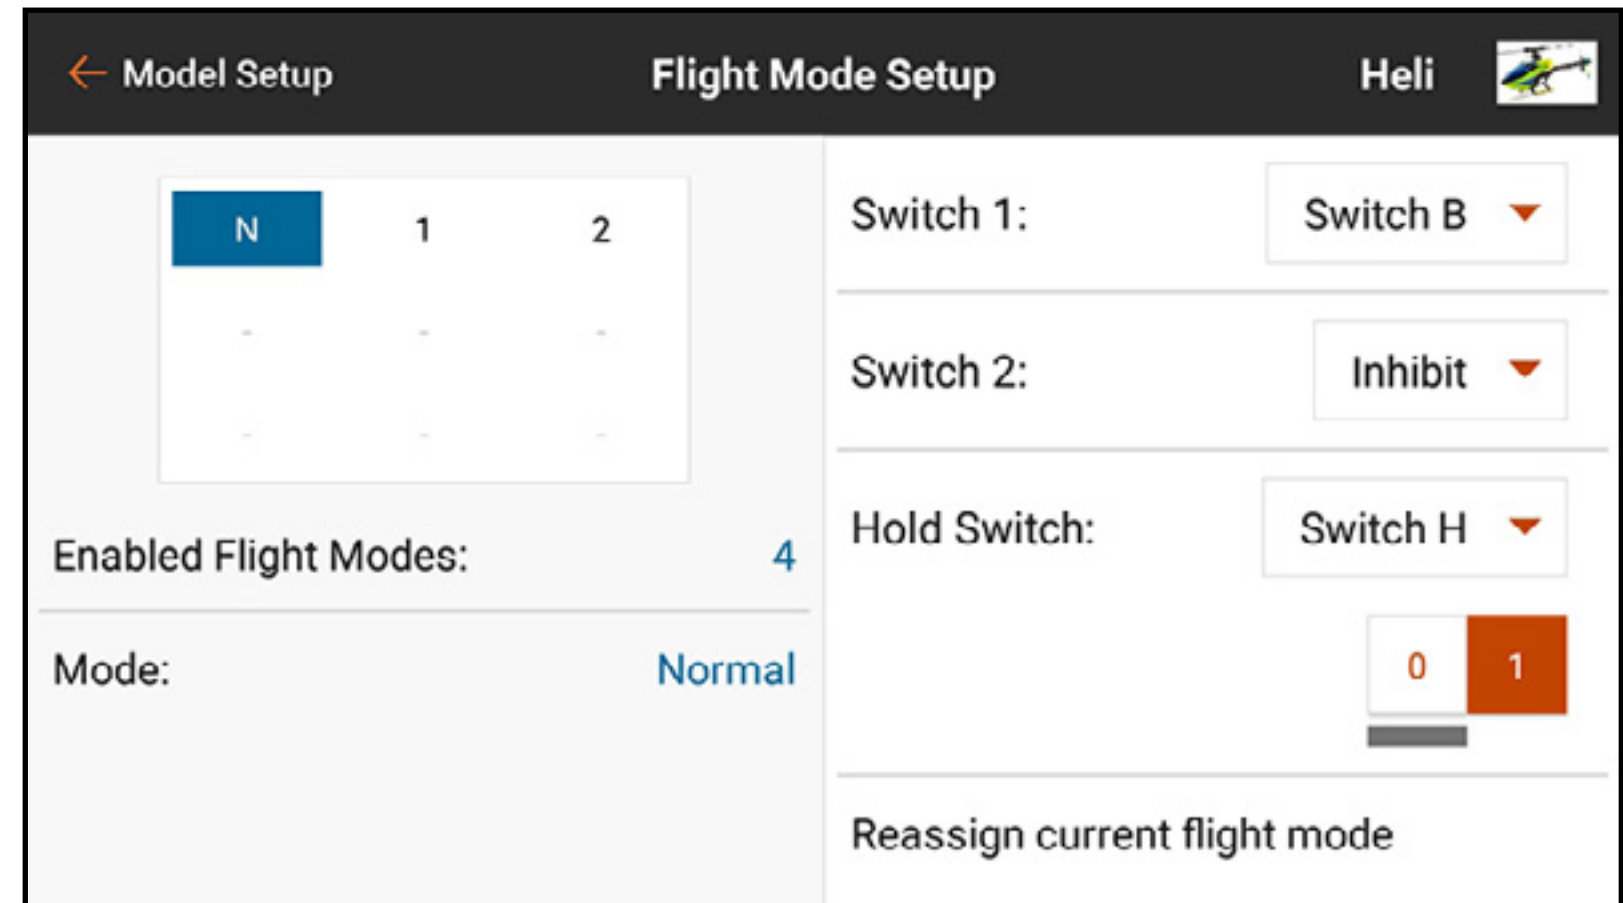 ← Model Setup Flight Mode Setup Heli
N 1 2
- - -
- - -
Enabled Flight Modes: 4
Mode: Normal
Switch 1: Switch B
Switch 2: Inhibit
Hold Switch: Switch H
0 1
Reassign current flight mode